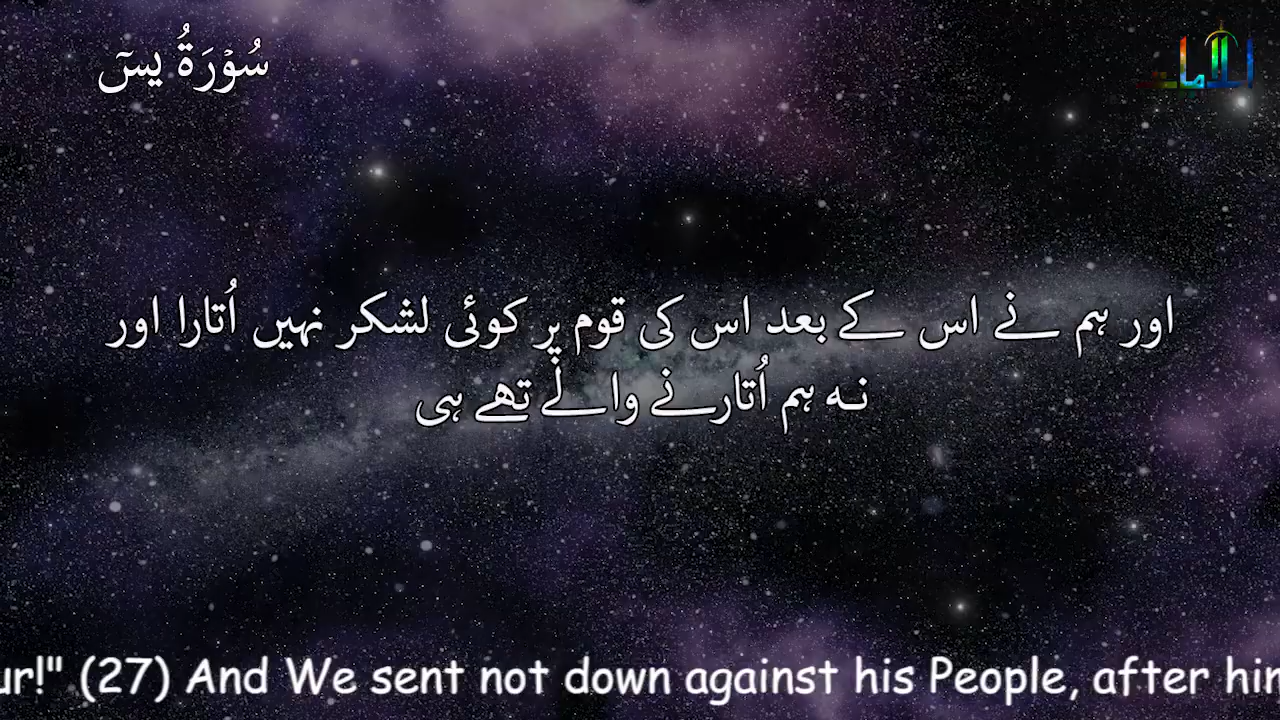 سُوۡرَةُ يسٓ
اور ہم نے اس کے بعد اس کی قوم پر کوئی لشکر نہیں اُتارا اور
نہ ہم اُتارنے والے تھے ہی
ur!" (27) And We sent not down against his People, after him